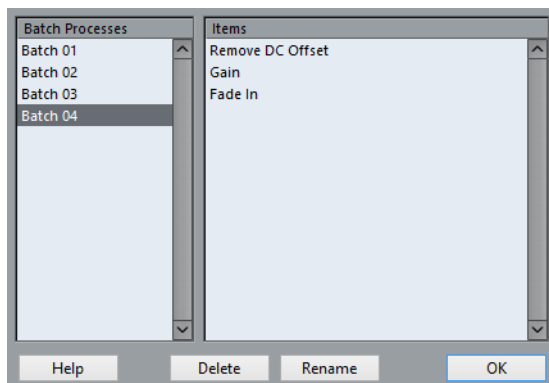 Batch Processes
Batch 01
Batch 02
Batch 03
Batch 04
Items
Remove DC Offset
Gain
Fade In
Help
Delete
Rename
OK